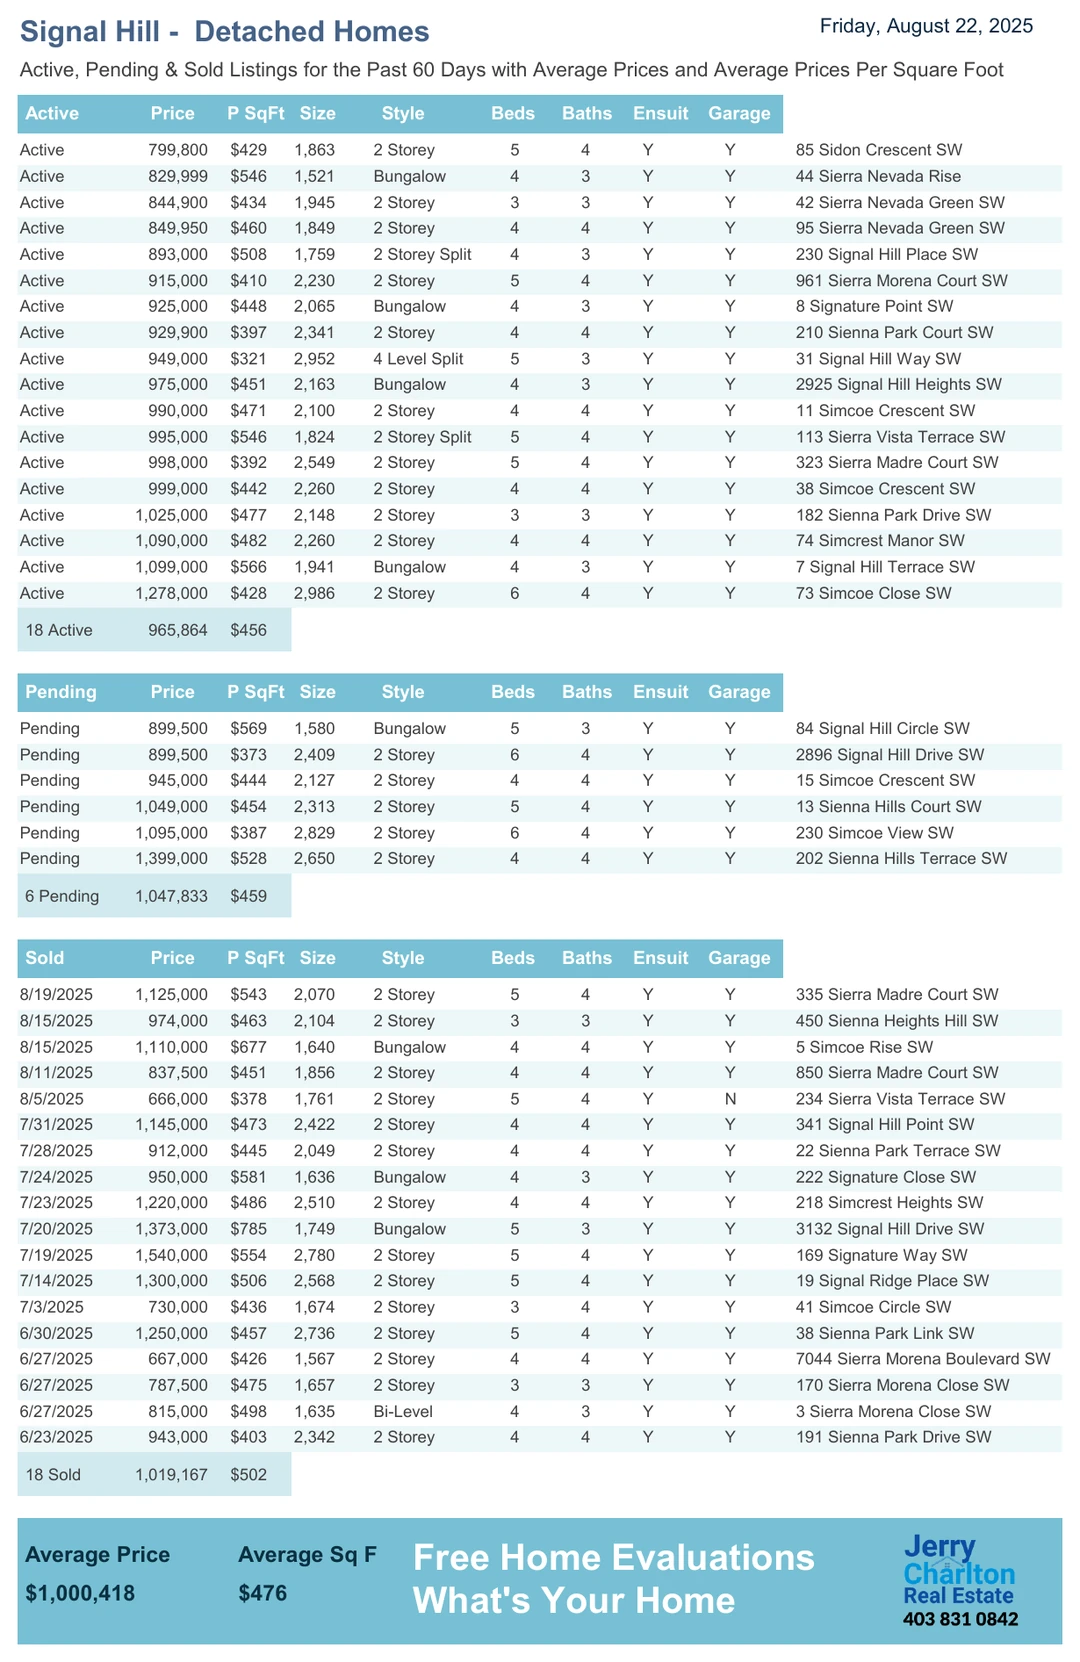 Signal Hill -  Detached Homes
Friday, August 22, 2025
Active, Pending & Sold Listings for the Past 60 Days with Average Prices and Average Prices Per Square Foot
Active Price P SqFt Size Style Beds Baths Ensuit Garage
Active 799,800 $429 1,863 2 Storey 5 4 Y Y 85 Sidon Crescent SW
Active 829,999 $546 1,521 Bungalow 4 3 Y Y 44 Sierra Nevada Rise
Active 844,900 $434 1,945 2 Storey 3 3 Y Y 42 Sierra Nevada Green SW
Active 849,950 $460 1,849 2 Storey 4 4 Y Y 95 Sierra Nevada Green SW
Active 893,000 $508 1,759 2 Storey Split 4 3 Y Y 230 Signal Hill Place SW
Active 915,000 $410 2,230 2 Storey 5 4 Y Y 961 Sierra Morena Court SW
Active 925,000 $448 2,065 Bungalow 4 3 Y Y 8 Signature Point SW
Active 929,900 $397 2,341 2 Storey 4 4 Y Y 210 Sienna Park Court SW
Active 949,000 $321 2,952 4 Level Split 5 3 Y Y 31 Signal Hill Way SW
Active 975,000 $451 2,163 Bungalow 4 3 Y Y 2925 Signal Hill Heights SW
Active 990,000 $471 2,100 2 Storey 4 4 Y Y 11 Simcoe Crescent SW
Active 995,000 $546 1,824 2 Storey Split 5 4 Y Y 113 Sierra Vista Terrace SW
Active 998,000 $392 2,549 2 Storey 5 4 Y Y 323 Sierra Madre Court SW
Active 999,000 $442 2,260 2 Storey 4 4 Y Y 38 Simcoe Crescent SW
Active 1,025,000 $477 2,148 2 Storey 3 3 Y Y 182 Sienna Park Drive SW
Active 1,090,000 $482 2,260 2 Storey 4 4 Y Y 74 Simcrest Manor SW
Active 1,099,000 $566 1,941 Bungalow 4 3 Y Y 7 Signal Hill Terrace SW
Active 1,278,000 $428 2,986 2 Storey 6 4 Y Y 73 Simcoe Close SW
18 Active 965,864 $456
Pending Price P SqFt Size Style Beds Baths Ensuit Garage
Pending 899,500 $569 1,580 Bungalow 5 3 Y Y 84 Signal Hill Circle SW
Pending 899,500 $373 2,409 2 Storey 6 4 Y Y 2896 Signal Hill Drive SW
Pending 945,000 $444 2,127 2 Storey 4 4 Y Y 15 Simcoe Crescent SW
Pending 1,049,000 $454 2,313 2 Storey 5 4 Y Y 13 Sienna Hills Court SW
Pending 1,095,000 $387 2,829 2 Storey 6 4 Y Y 230 Simcoe View SW
Pending 1,399,000 $528 2,650 2 Storey 4 4 Y Y 202 Sienna Hills Terrace SW
6 Pending 1,047,833 $459
Sold Price P SqFt Size Style Beds Baths Ensuit Garage
8/19/2025 1,125,000 $543 2,070 2 Storey 5 4 Y Y 335 Sierra Madre Court SW
8/15/2025 974,000 $463 2,104 2 Storey 3 3 Y Y 450 Sienna Heights Hill SW
8/15/2025 1,110,000 $677 1,640 Bungalow 4 4 Y Y 5 Simcoe Rise SW
8/11/2025 837,500 $451 1,856 2 Storey 4 4 Y Y 850 Sierra Madre Court SW
8/5/2025 666,000 $378 1,761 2 Storey 5 4 Y N 234 Sierra Vista Terrace SW
7/31/2025 1,145,000 $473 2,422 2 Storey 4 4 Y Y 341 Signal Hill Point SW
7/28/2025 912,000 $445 2,049 2 Storey 4 4 Y Y 22 Sienna Park Terrace SW
7/24/2025 950,000 $581 1,636 Bungalow 4 3 Y Y 222 Signature Close SW
7/23/2025 1,220,000 $486 2,510 2 Storey 4 4 Y Y 218 Simcrest Heights SW
7/20/2025 1,373,000 $785 1,749 Bungalow 5 3 Y Y 3132 Signal Hill Drive SW
7/19/2025 1,540,000 $554 2,780 2 Storey 5 4 Y Y 169 Signature Way SW
7/14/2025 1,300,000 $506 2,568 2 Storey 5 4 Y Y 19 Signal Ridge Place SW
7/3/2025 730,000 $436 1,674 2 Storey 3 4 Y Y 41 Simcoe Circle SW
6/30/2025 1,250,000 $457 2,736 2 Storey 5 4 Y Y 38 Sienna Park Link SW
6/27/2025 667,000 $426 1,567 2 Storey 4 4 Y Y 7044 Sierra Morena Boulevard SW
6/27/2025 787,500 $475 1,657 2 Storey 3 3 Y Y 170 Sierra Morena Close SW
6/27/2025 815,000 $498 1,635 Bi-Level 4 3 Y Y 3 Sierra Morena Close SW
6/23/2025 943,000 $403 2,342 2 Storey 4 4 Y Y 191 Sienna Park Drive SW
18 Sold 1,019,167 $502
Average Price Average Sq F
$1,000,418 $476
Free Home Evaluations
What's Your Home
Jerry
Charlton
Real Estate
403 831 0842